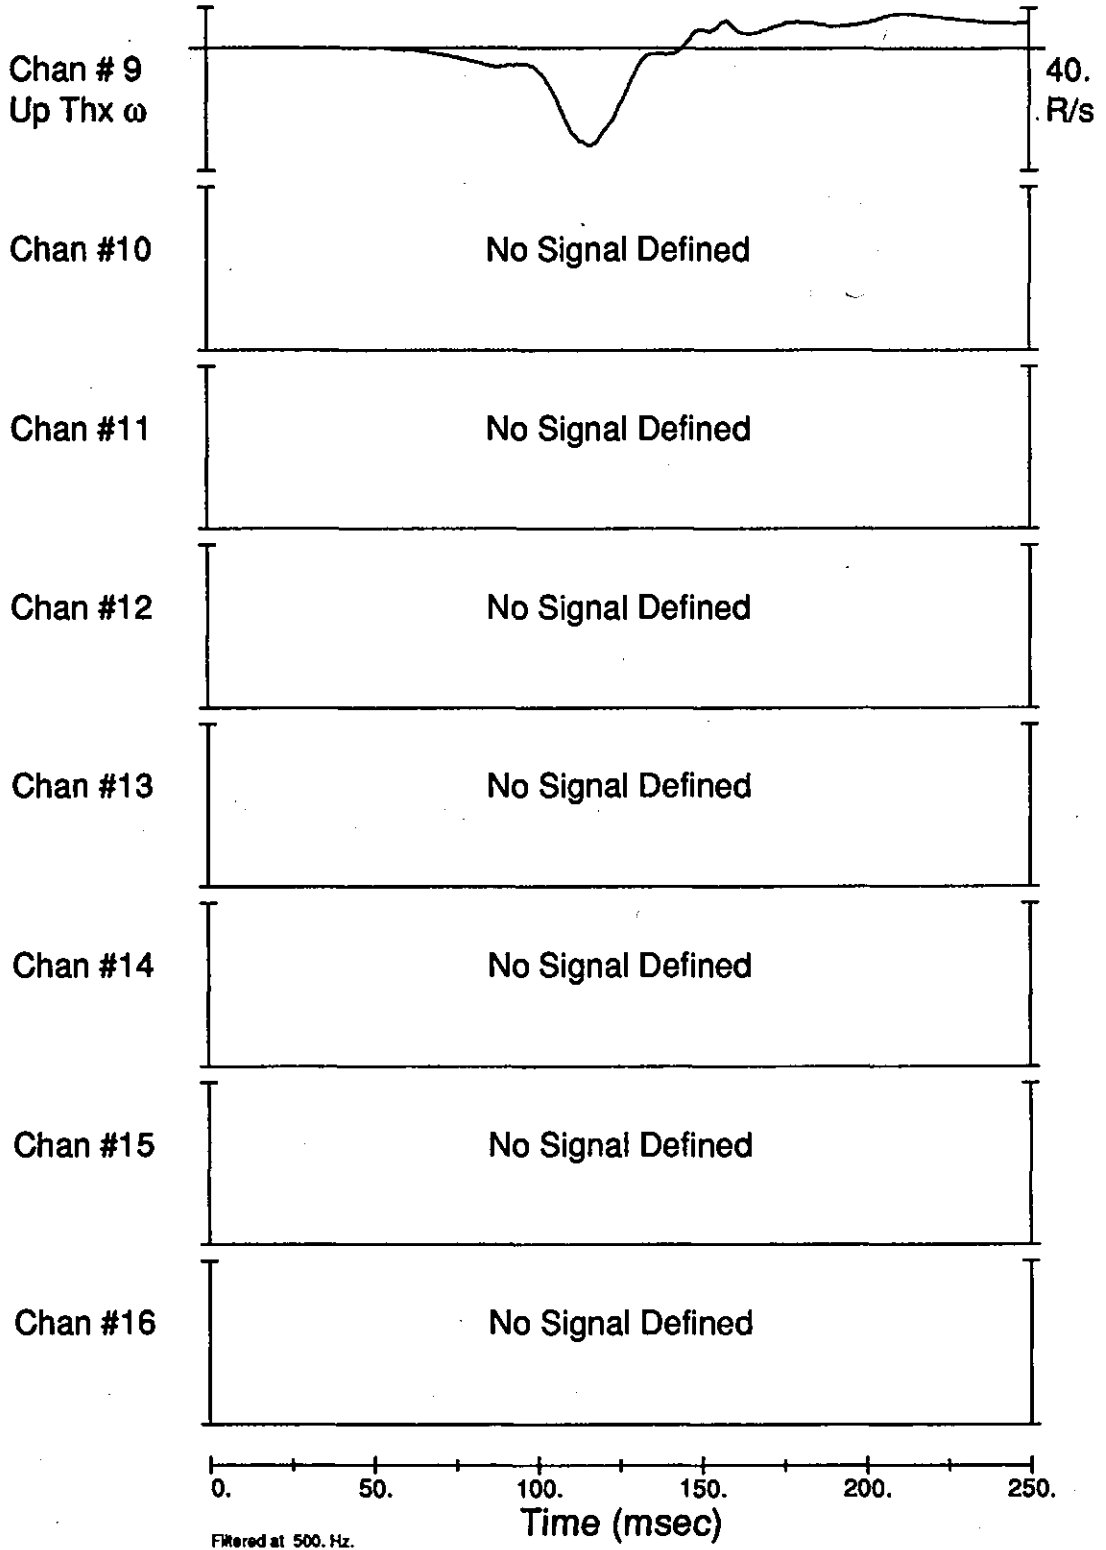 Chan # 9
Up Thx ω
40.
R/s
Chan #10
No Signal Defined
Chan #11
No Signal Defined
Chan #12
No Signal Defined
Chan #13
No Signal Defined
Chan #14
No Signal Defined
Chan #15
No Signal Defined
Chan #16
No Signal Defined
0. 50. 100. 150. 200. 250.
Time (msec)
Filtered at 500. Hz.